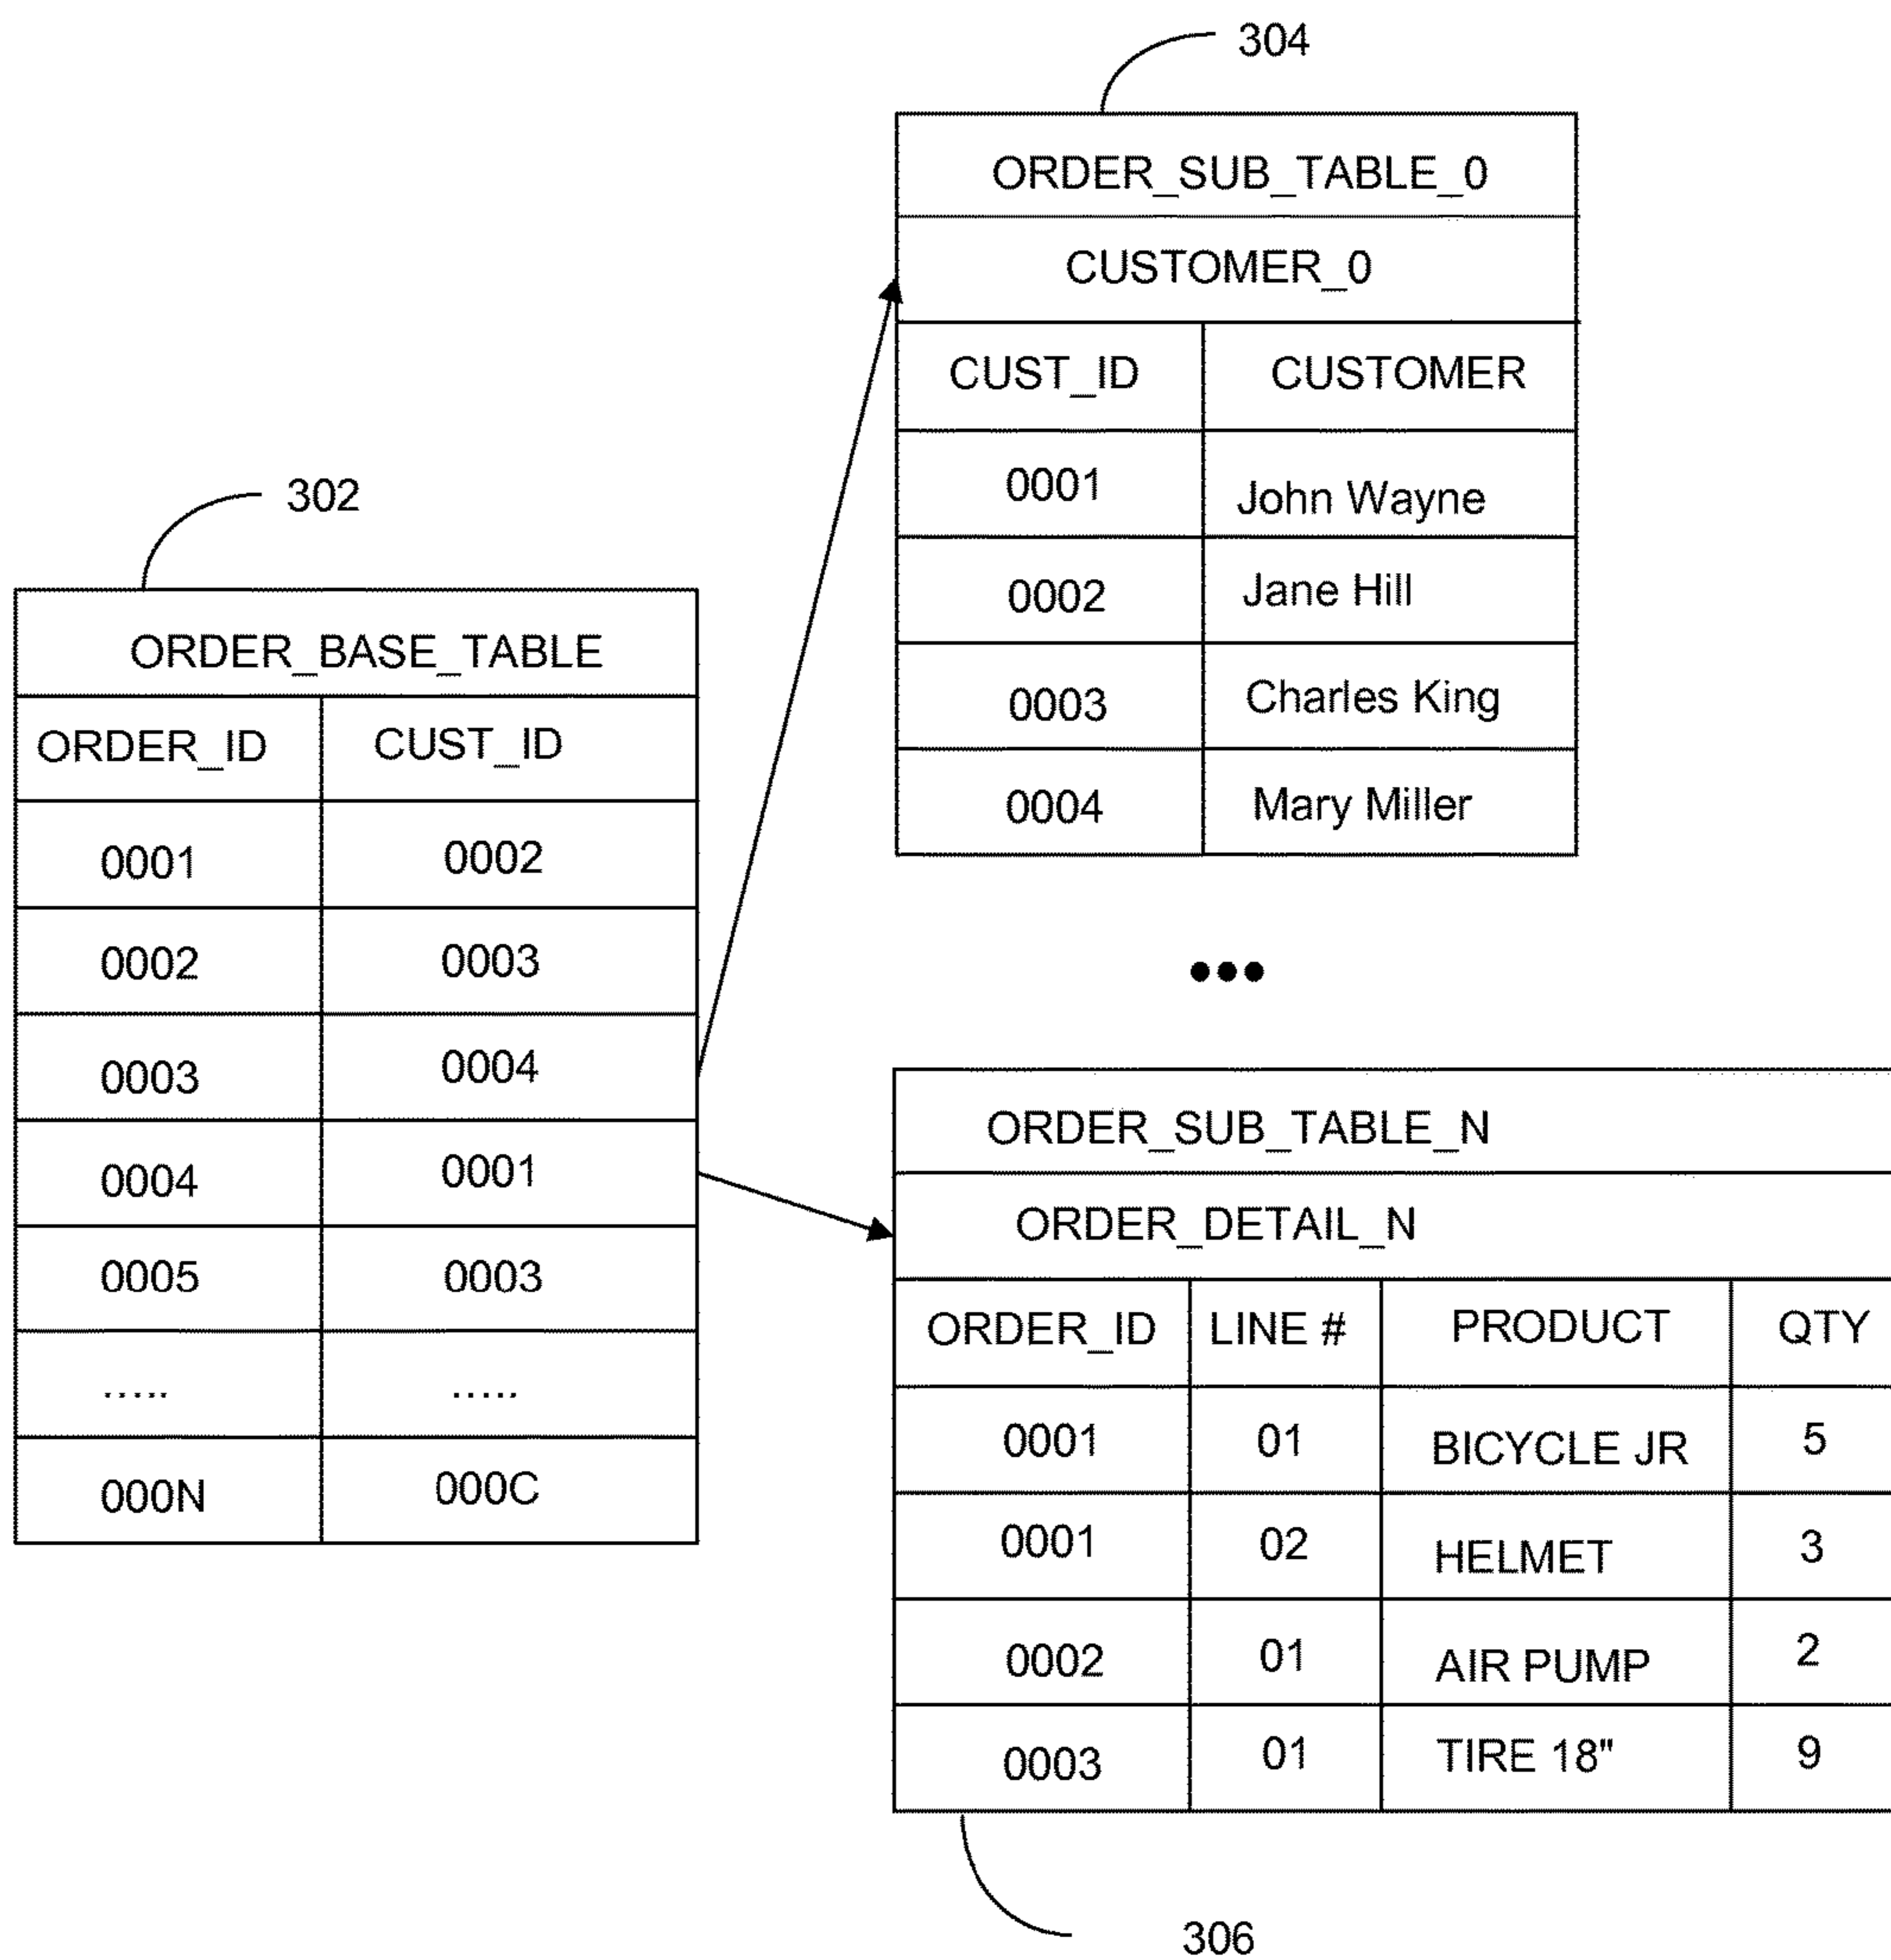 304
ORDER_SUB_TABLE_0
CUSTOMER_0
CUST_ID CUSTOMER
0001 John Wayne
0002 Jane Hill
0003 Charles King
0004 Mary Miller
302
ORDER_BASE_TABLE
ORDER_ID CUST_ID
0001 0002
0002 0003
0003 0004
0004 0001
0005 0003
..... .....
000N 000C
•••
ORDER_SUB_TABLE_N
ORDER_DETAIL_N
ORDER_ID LINE # PRODUCT QTY
0001 01 BICYCLE JR 5
0001 02 HELMET 3
0002 01 AIR PUMP 2
0003 01 TIRE 18" 9
306